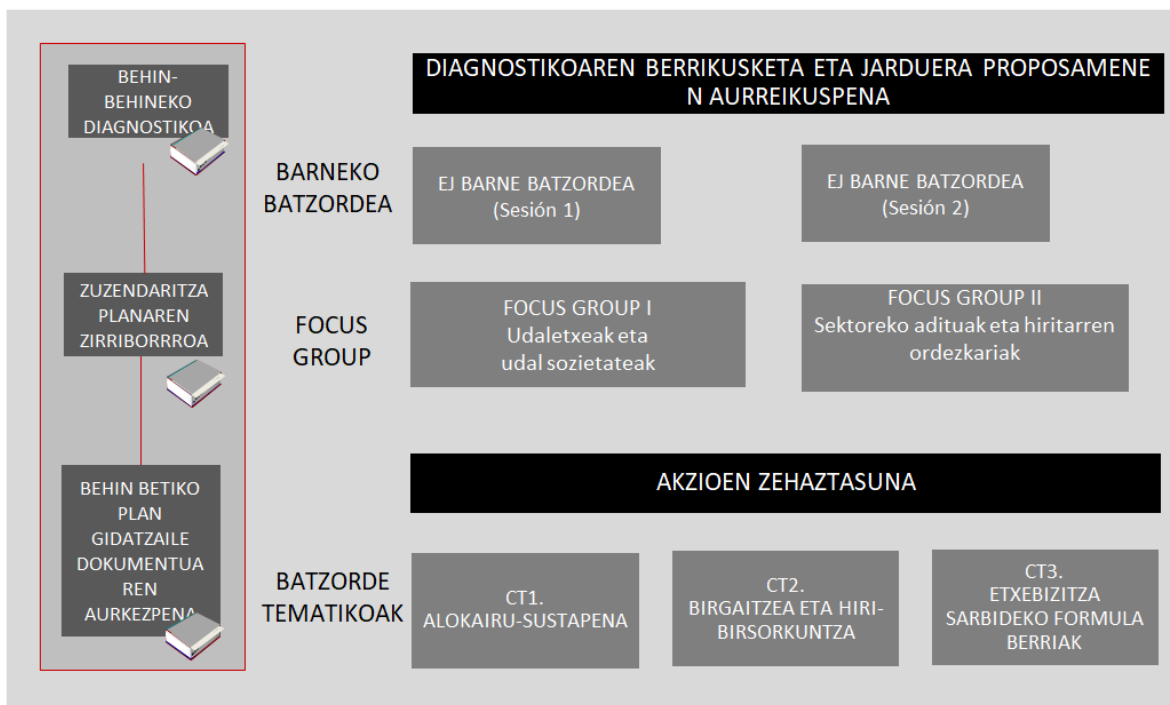 BEHIN-
BEHINEKO
DIAGNOSTIKOA
ZUZENDARITZA
PLANAREN
ZIRRIBORRROA
BEHIN BETIKO
PLAN
GIDATZAILE
DOKUMENTUA
REN
AURKEZPENA
DIAGNOSTIKOAREN BERRIKUSKETA ETA JARDUERA PROPOSAMENE
N AURREIKUSPENA
BARNEKO
BATZORDEA
EJ BARNE BATZORDEA
(Sesión 1)
EJ BARNE BATZORDEA
(Sesión 2)
FOCUS
GROUP
FOCUS GROUP I
Udaletxeak eta
udal sozietateak
FOCUS GROUP II
Sektoreko adituak eta hiritarren
ordezkariak
AKZIOEN ZEHAZTASUNA
BATZORDE
TEMATIKOAK
CT1.
ALOKAIRU-SUSTAPENA
CT2.
BIRGAITZEA ETA HIRI-
BIRSORKUNTZA
CT3.
ETXEBIZITZA
SARBIDEKO FORMULA
BERRIAK